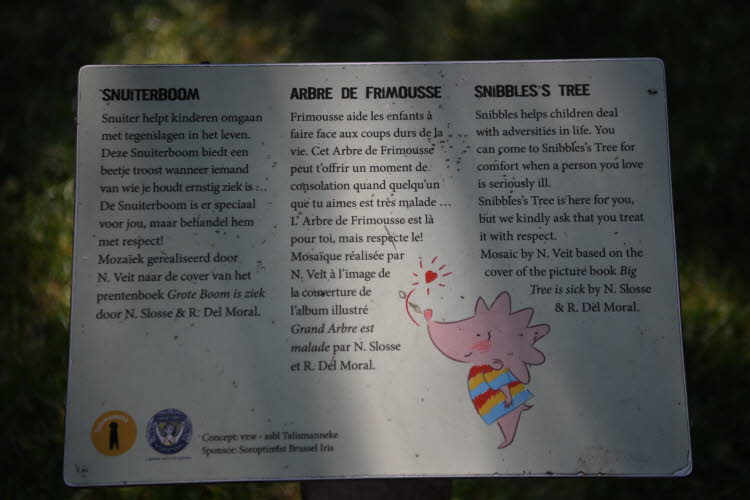 SNUITERBOOM
Snuiter helpt kinderen omgaan
met tegenslagen in het leven.
Deze Snuiterboom biedt een
beetje troost wanneer iemand
van wie je houdt ernstig ziek is ...
De Snuiterboom is er speciaal
voor jou, maar behandel hem
met respect!
Mozaïek gerealiseerd door
N. Veit naar de cover van het
prentenboek Grote Boom is ziek
door N. Slosse & R. Del Moral.
ARBRE DE FRIMOUSSE
Frimousse aide les enfants à
faire face aux coups durs de la
vie. Cet Arbre de Frimousse
peut t'offrir un moment de
consolation quand quelqu'un
que tu aimes est très malade ...
L' Arbre de Frimousse est là
pour toi, mais respecte le!
Mosaïque réalisée par
N. Veit à l'image de
la couverture de
l'album illustré
Grand Arbre est
malade par N. Slosse
et R. Del Moral.
SNIBBLES'S TREE
Snibbles helps children deal
with adversities in life. You
can come to Snibbles's Tree for
comfort when a person you love
is seriously ill.
Snibbles's Tree is here for you,
but we kindly ask that you treat
it with respect.
Mosaic by N. Veit based on the
cover of the picture book Big
Tree is sick by N. Slosse
& R. Del Moral.
Concept: vzw - asbl Talismanneke
Sponsor: Soroptimist Brussel Iris